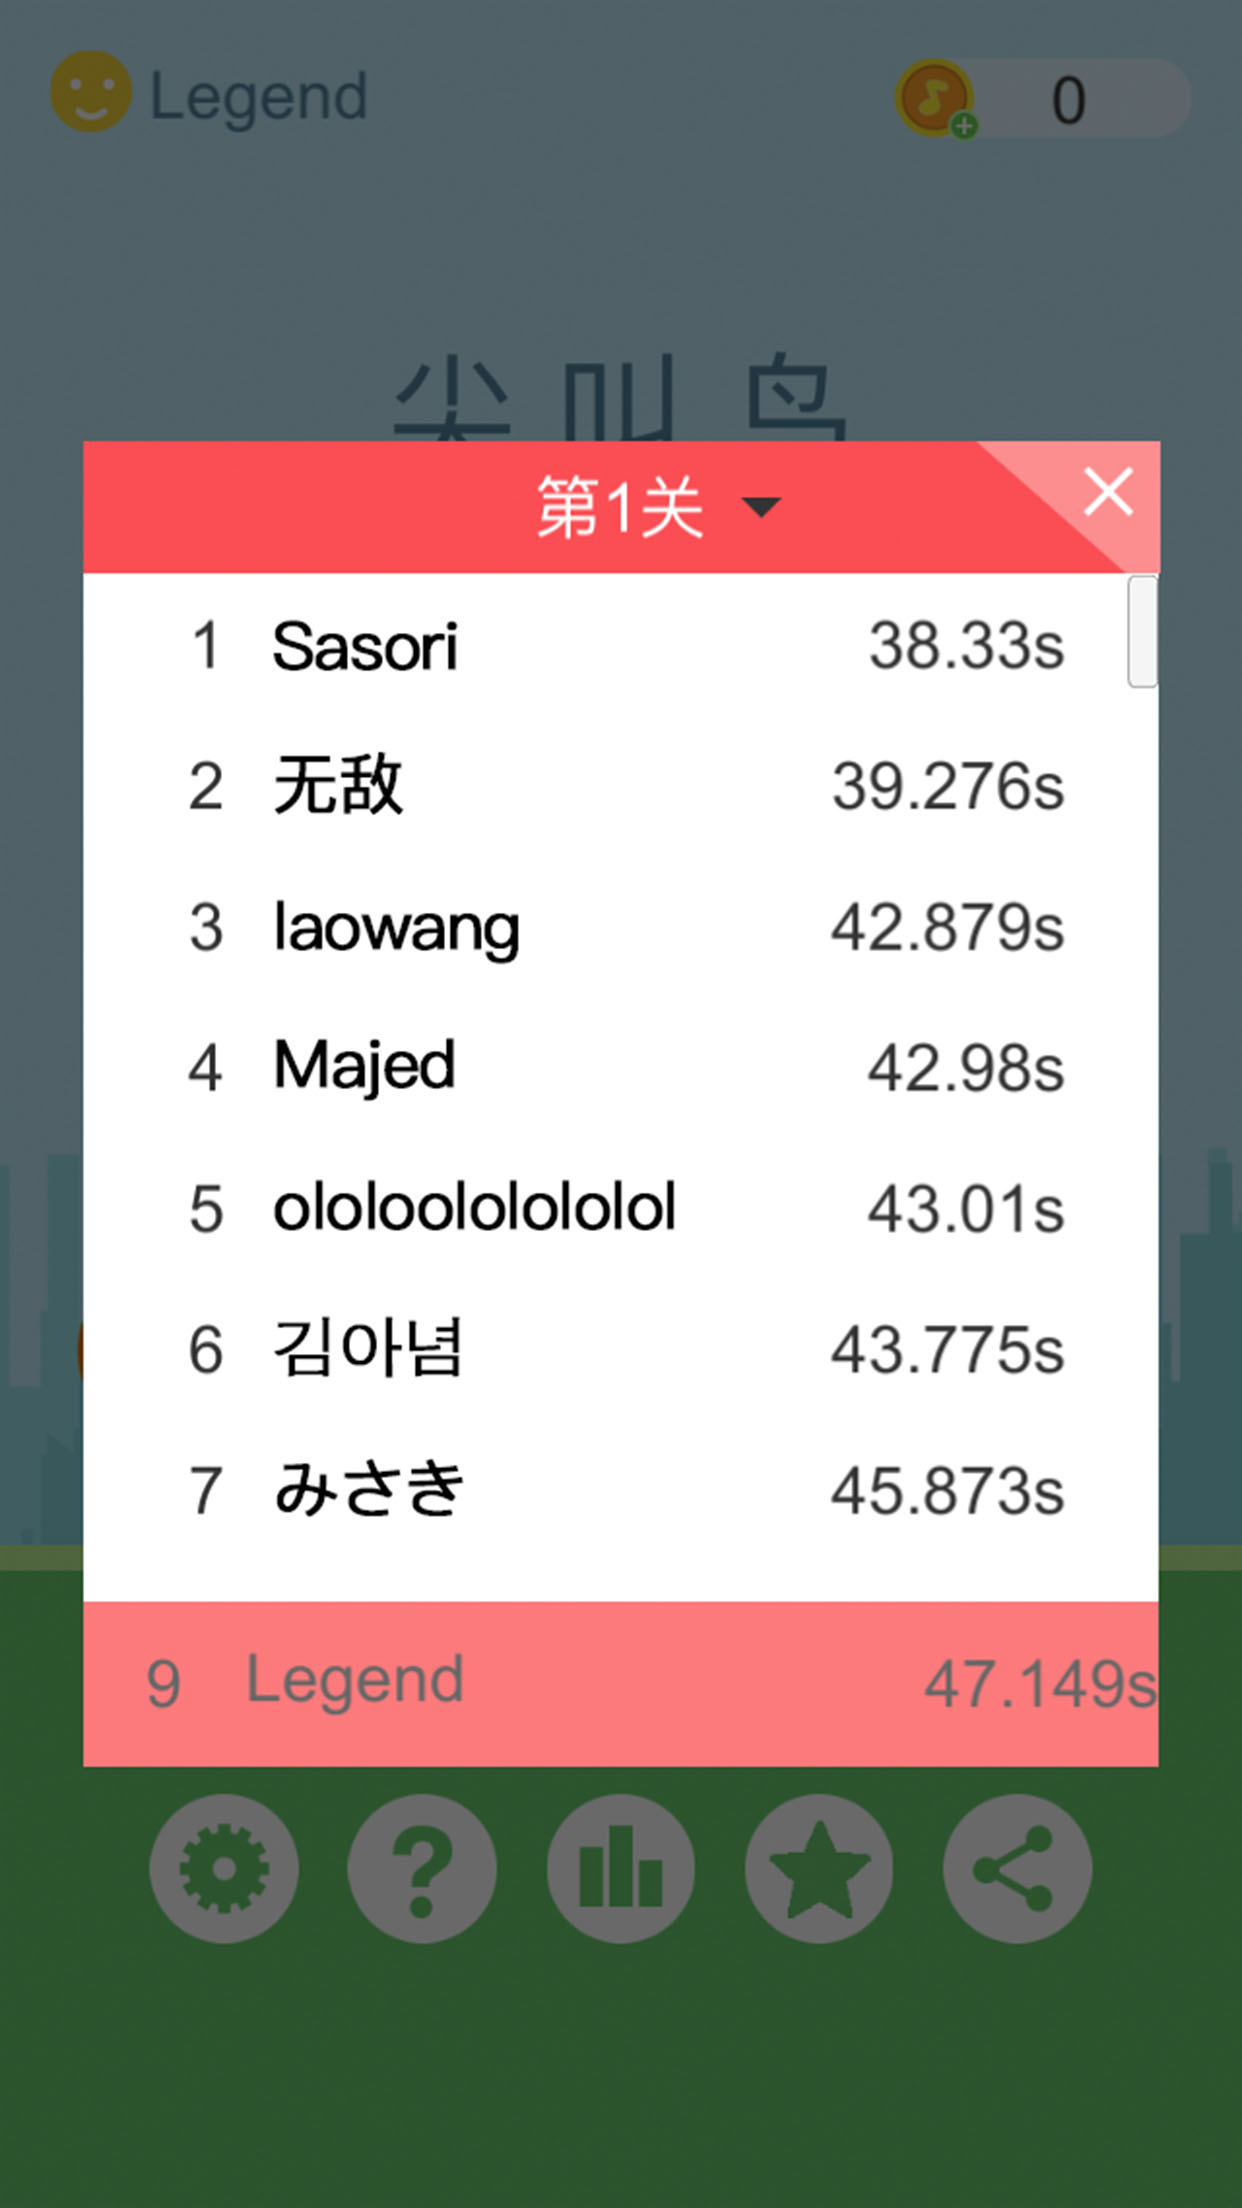 Legend
0
尖叫鸟
第1关
1 Sasori 38.33s
2 无敌 39.276s
3 laowang 42.879s
4 Majed 42.98s
5 ololoololololol 43.01s
6 김아념 43.775s
7 みさき 45.873s
9 Legend 47.149s